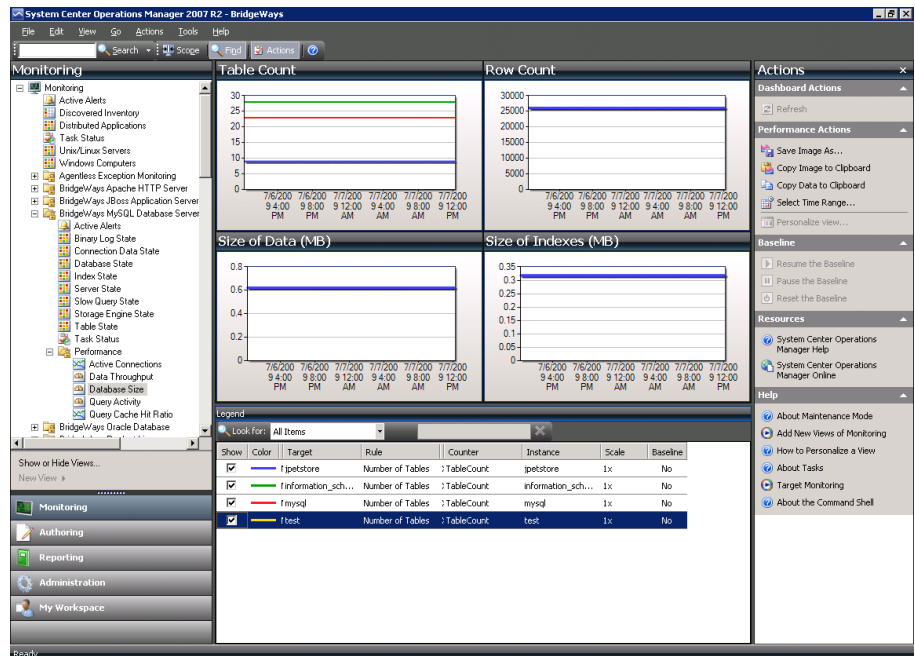 System Center Operations Manager 2007 R2 - BridgeWays
File Edit View Go Actions Tools Help
Search Scope Find Actions
Monitoring
Monitoring
Active Alerts
Discovered Inventory
Distributed Applications
Task Status
Unix/Linux Servers
Windows Computers
Agentless Exception Monitoring
BridgeWays Apache HTTP Server
BridgeWays JBoss Application Server
BridgeWays MySQL Database Server
Active Alerts
Binary Log State
Connection Data State
Database State
Index State
Server State
Slow Query State
Storage Engine State
Table State
Task Status
Performance
Active Connections
Data Throughput
Database Size
Query Activity
Query Cache Hit Ratio
BridgeWays Oracle Database
Show or Hide Views...
New View
Monitoring
Authoring
Reporting
Administration
My Workspace
Ready
Table Count
30
25
20
15
10
5
0
7/6/200 7/6/200 7/7/200 7/7/200 7/7/200
9 4:00 9 8:00 9 12:00 9 4:00 9 8:00 9 12:00
PM PM AM AM AM PM
Row Count
30000
25000
20000
15000
10000
5000
0
7/6/200 7/6/200 7/7/200 7/7/200 7/7/200
9 4:00 9 8:00 9 12:00 9 4:00 9 8:00 9 12:00
PM PM AM AM AM PM
Size of Data (MB)
0.8
0.6
0.4
0.2
0
7/6/200 7/6/200 7/7/200 7/7/200 7/7/200
9 4:00 9 8:00 9 12:00 9 4:00 9 8:00 9 12:00
PM PM AM AM AM PM
Size of Indexes (MB)
0.35
0.3
0.25
0.2
0.15
0.1
0.05
0
7/6/200 7/6/200 7/7/200 7/7/200 7/7/200
9 4:00 9 8:00 9 12:00 9 4:00 9 8:00 9 12:00
PM PM AM AM AM PM
Legend
Look for: All Items
Show Color Target Rule Counter Instance Scale Baseline
jpetstore Number of Tables TableCount jpetstore 1x No
information_sch... Number of Tables TableCount information_sch... 1x No
mysql Number of Tables TableCount mysql 1x No
test Number of Tables TableCount test 1x No
Actions
Dashboard Actions
Refresh
Performance Actions
Save Image As...
Copy Image to Clipboard
Copy Data to Clipboard
Select Time Range...
Personalize view...
Baseline
Resume the Baseline
Pause the Baseline
Reset the Baseline
Resources
System Center Operations
Manager Help
System Center Operations
Manager Online
Help
About Maintenance Mode
Add New Views of Monitoring
How to Personalize a View
About Tasks
Target Monitoring
About the Command Shell